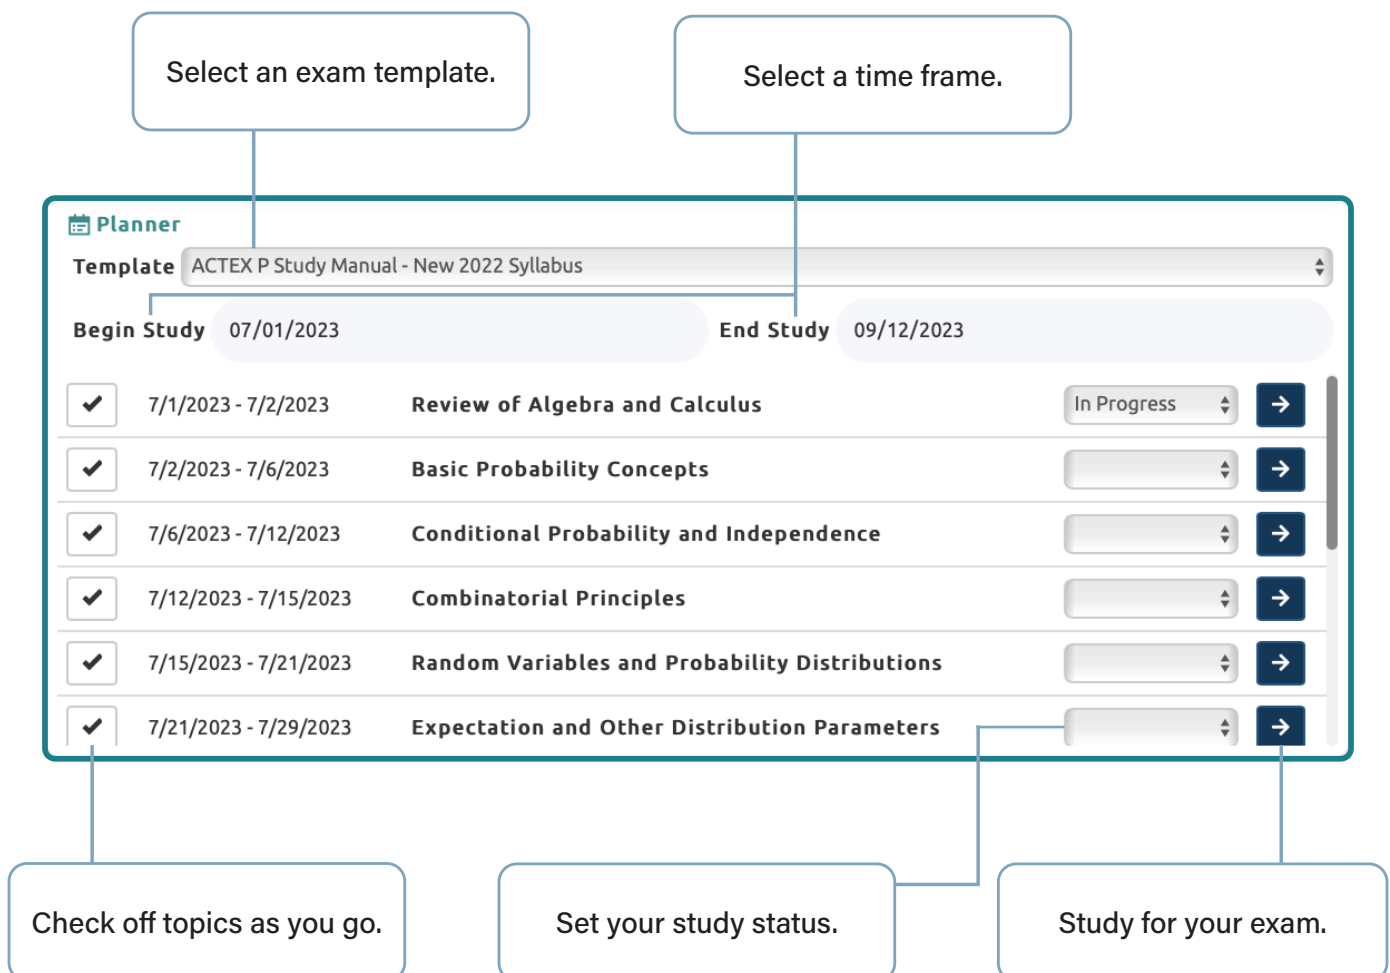 Select an exam template.
Select a time frame.
Planner
Template ACTEX P Study Manual - New 2022 Syllabus
Begin Study 07/01/2023 End Study 09/12/2023
7/1/2023 - 7/2/2023 Review of Algebra and Calculus In Progress
7/2/2023 - 7/6/2023 Basic Probability Concepts
7/6/2023 - 7/12/2023 Conditional Probability and Independence
7/12/2023 - 7/15/2023 Combinatorial Principles
7/15/2023 - 7/21/2023 Random Variables and Probability Distributions
7/21/2023 - 7/29/2023 Expectation and Other Distribution Parameters
Check off topics as you go.
Set your study status.
Study for your exam.